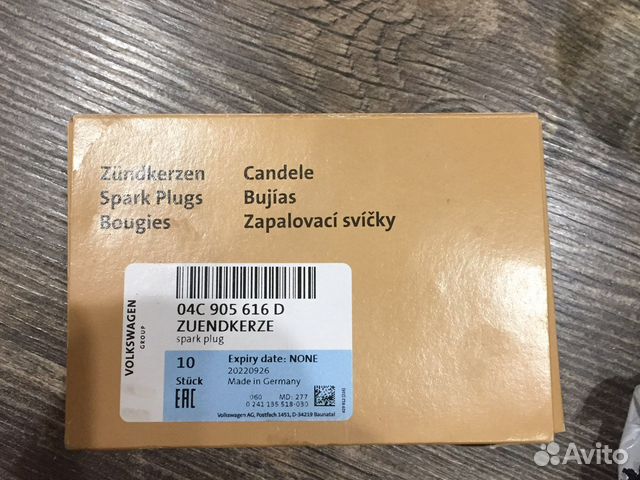 Zündkerzen Candele
Spark Plugs Bujías
Bougies Zapalovací svíčky
VOLKSWAGEN
GROUP
04C 905 616 D
ZUENDKERZE
spark plug
10 Expiry date: NONE
20220926
Stück Made in Germany
EAC
060 MD: 277
0 241 135 518-030
Volkswagen AG, Postfach 1451, D-34219 Baunatal
Avito